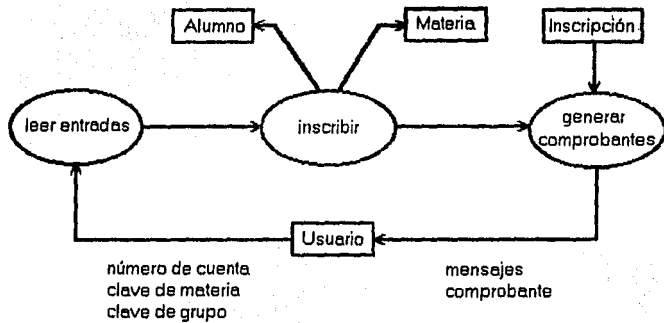 Alumno
Materia
Inscripción
leer entradas
inscribir
generar
comprobantes
Usuario
número de cuenta
clave de materia
clave de grupo
mensajes
comprobante